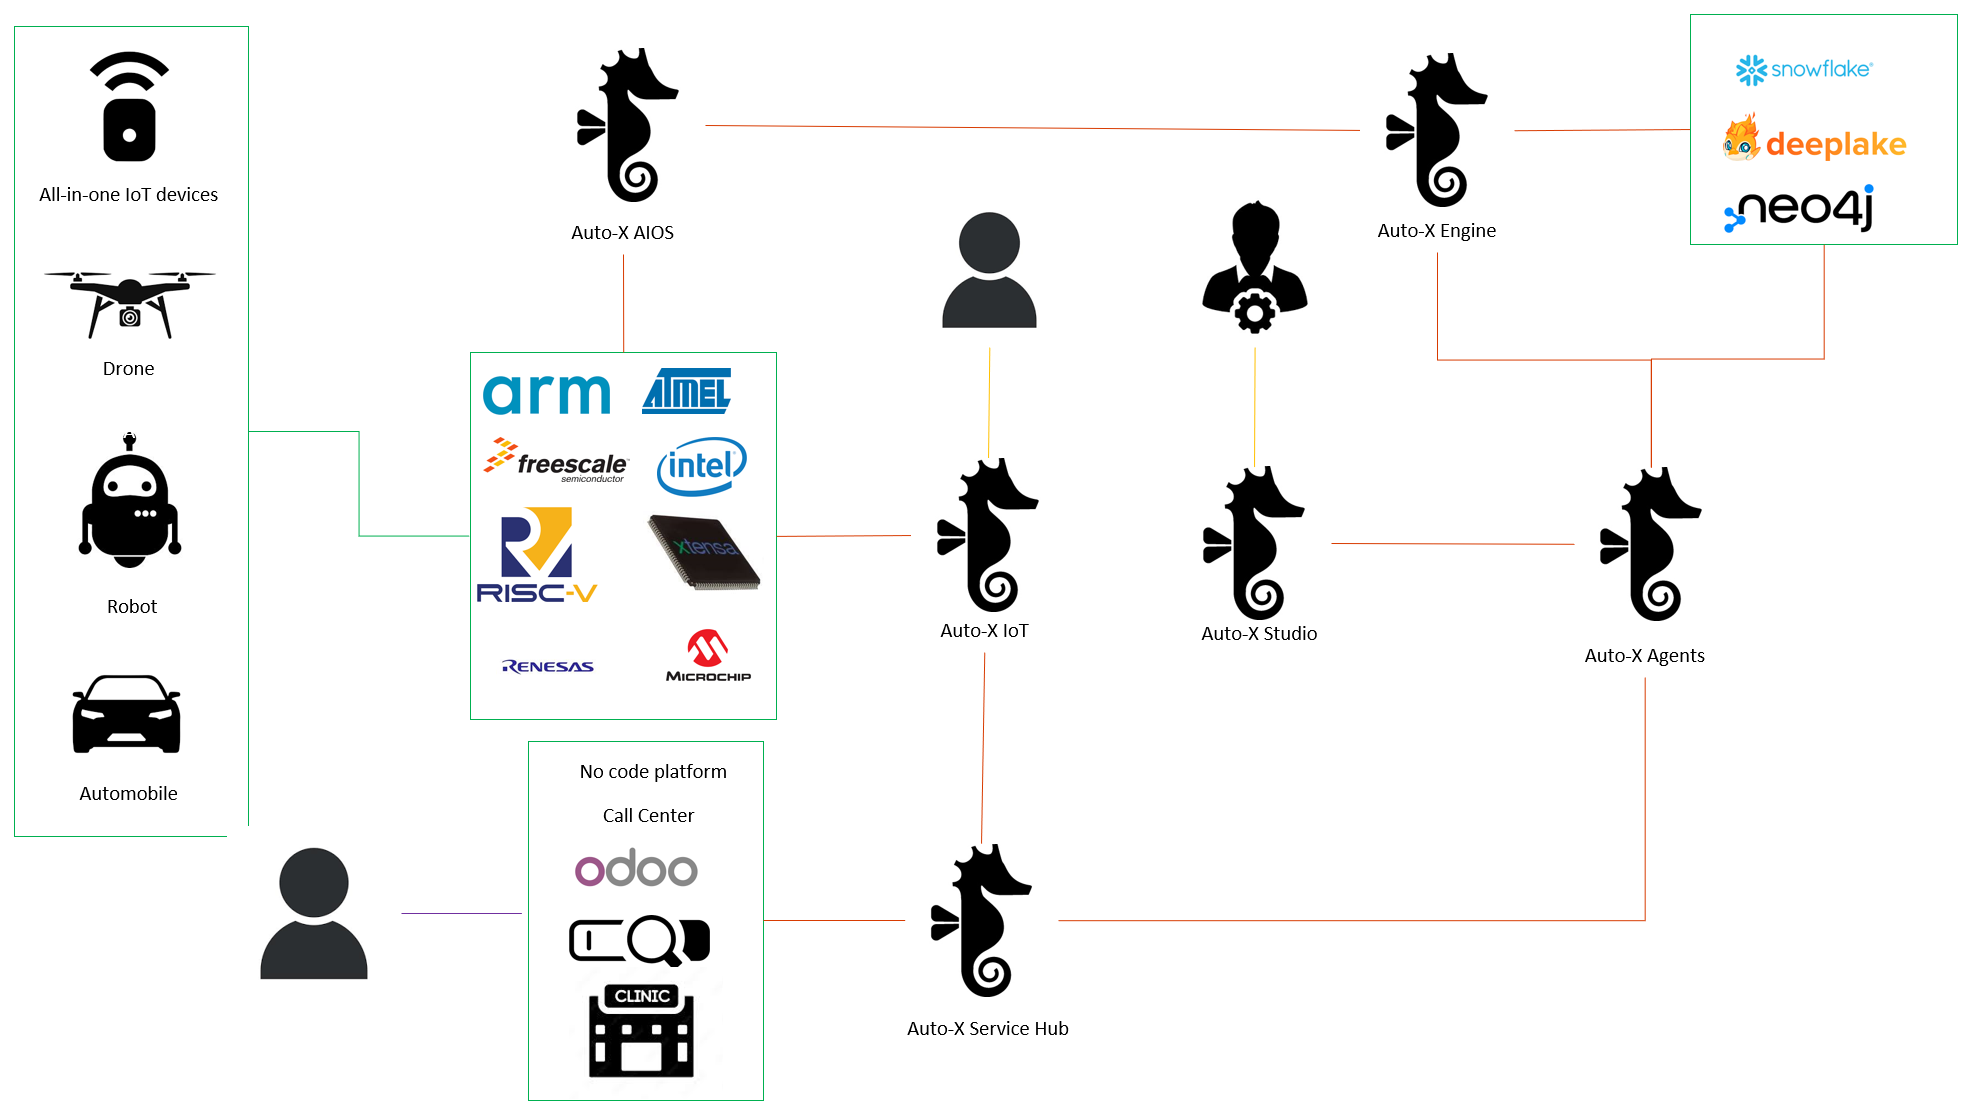 All-in-one IoT devices
Drone
Robot
Automobile
Auto-X AIOS
Auto-X Engine
snowflake®
deeplake
neo4j
arm
ATMEL
freescale™
semiconductor
intel®
RISC-V
xtensa
RENESAS
MICROCHIP
Auto-X IoT
Auto-X Studio
Auto-X Agents
No code platform
Call Center
odoo
CLINIC
Auto-X Service Hub